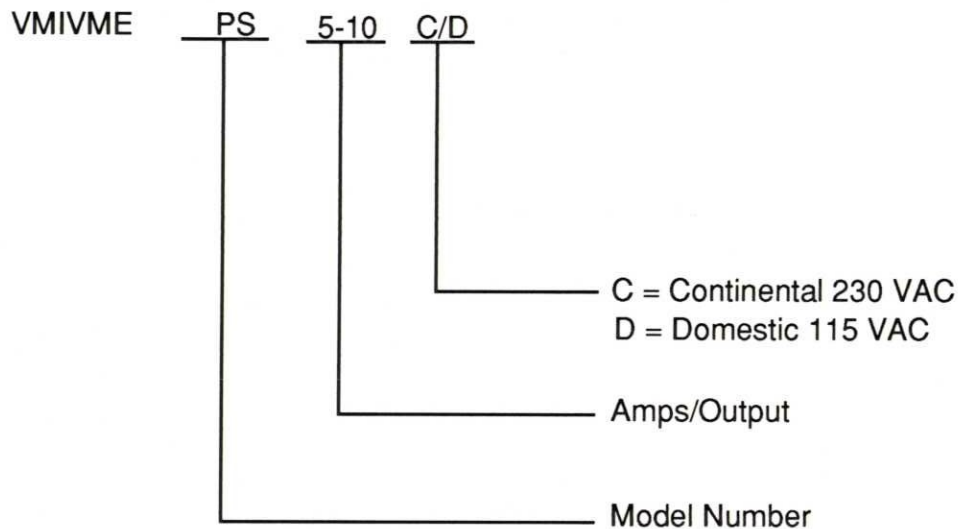 VMIVME PS 5-10 C/D
C = Continental 230 VAC
D = Domestic 115 VAC
Amps/Output
Model Number